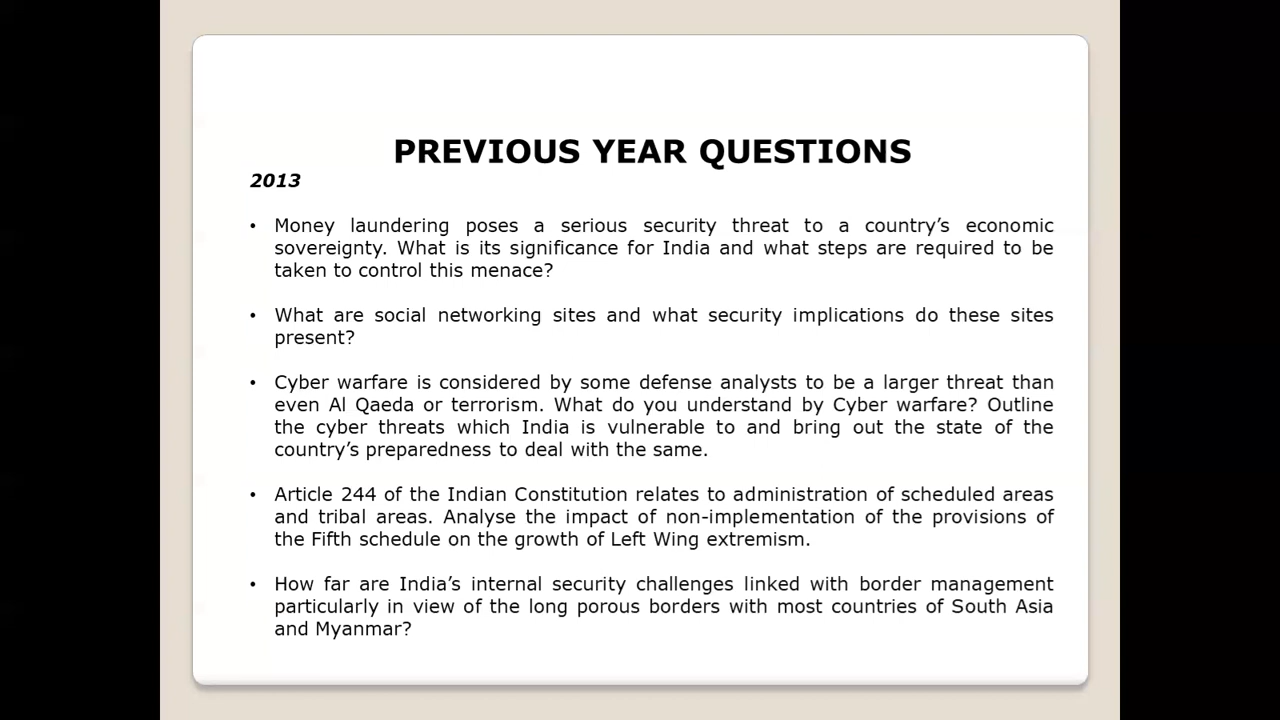 PREVIOUS YEAR QUESTIONS
2013
• Money laundering poses a serious security threat to a country’s economic
sovereignty. What is its significance for India and what steps are required to be
taken to control this menace?
• What are social networking sites and what security implications do these sites
present?
• Cyber warfare is considered by some defense analysts to be a larger threat than
even Al Qaeda or terrorism. What do you understand by Cyber warfare? Outline
the cyber threats which India is vulnerable to and bring out the state of the
country’s preparedness to deal with the same.
• Article 244 of the Indian Constitution relates to administration of scheduled areas
and tribal areas. Analyse the impact of non-implementation of the provisions of
the Fifth schedule on the growth of Left Wing extremism.
• How far are India’s internal security challenges linked with border management
particularly in view of the long porous borders with most countries of South Asia
and Myanmar?